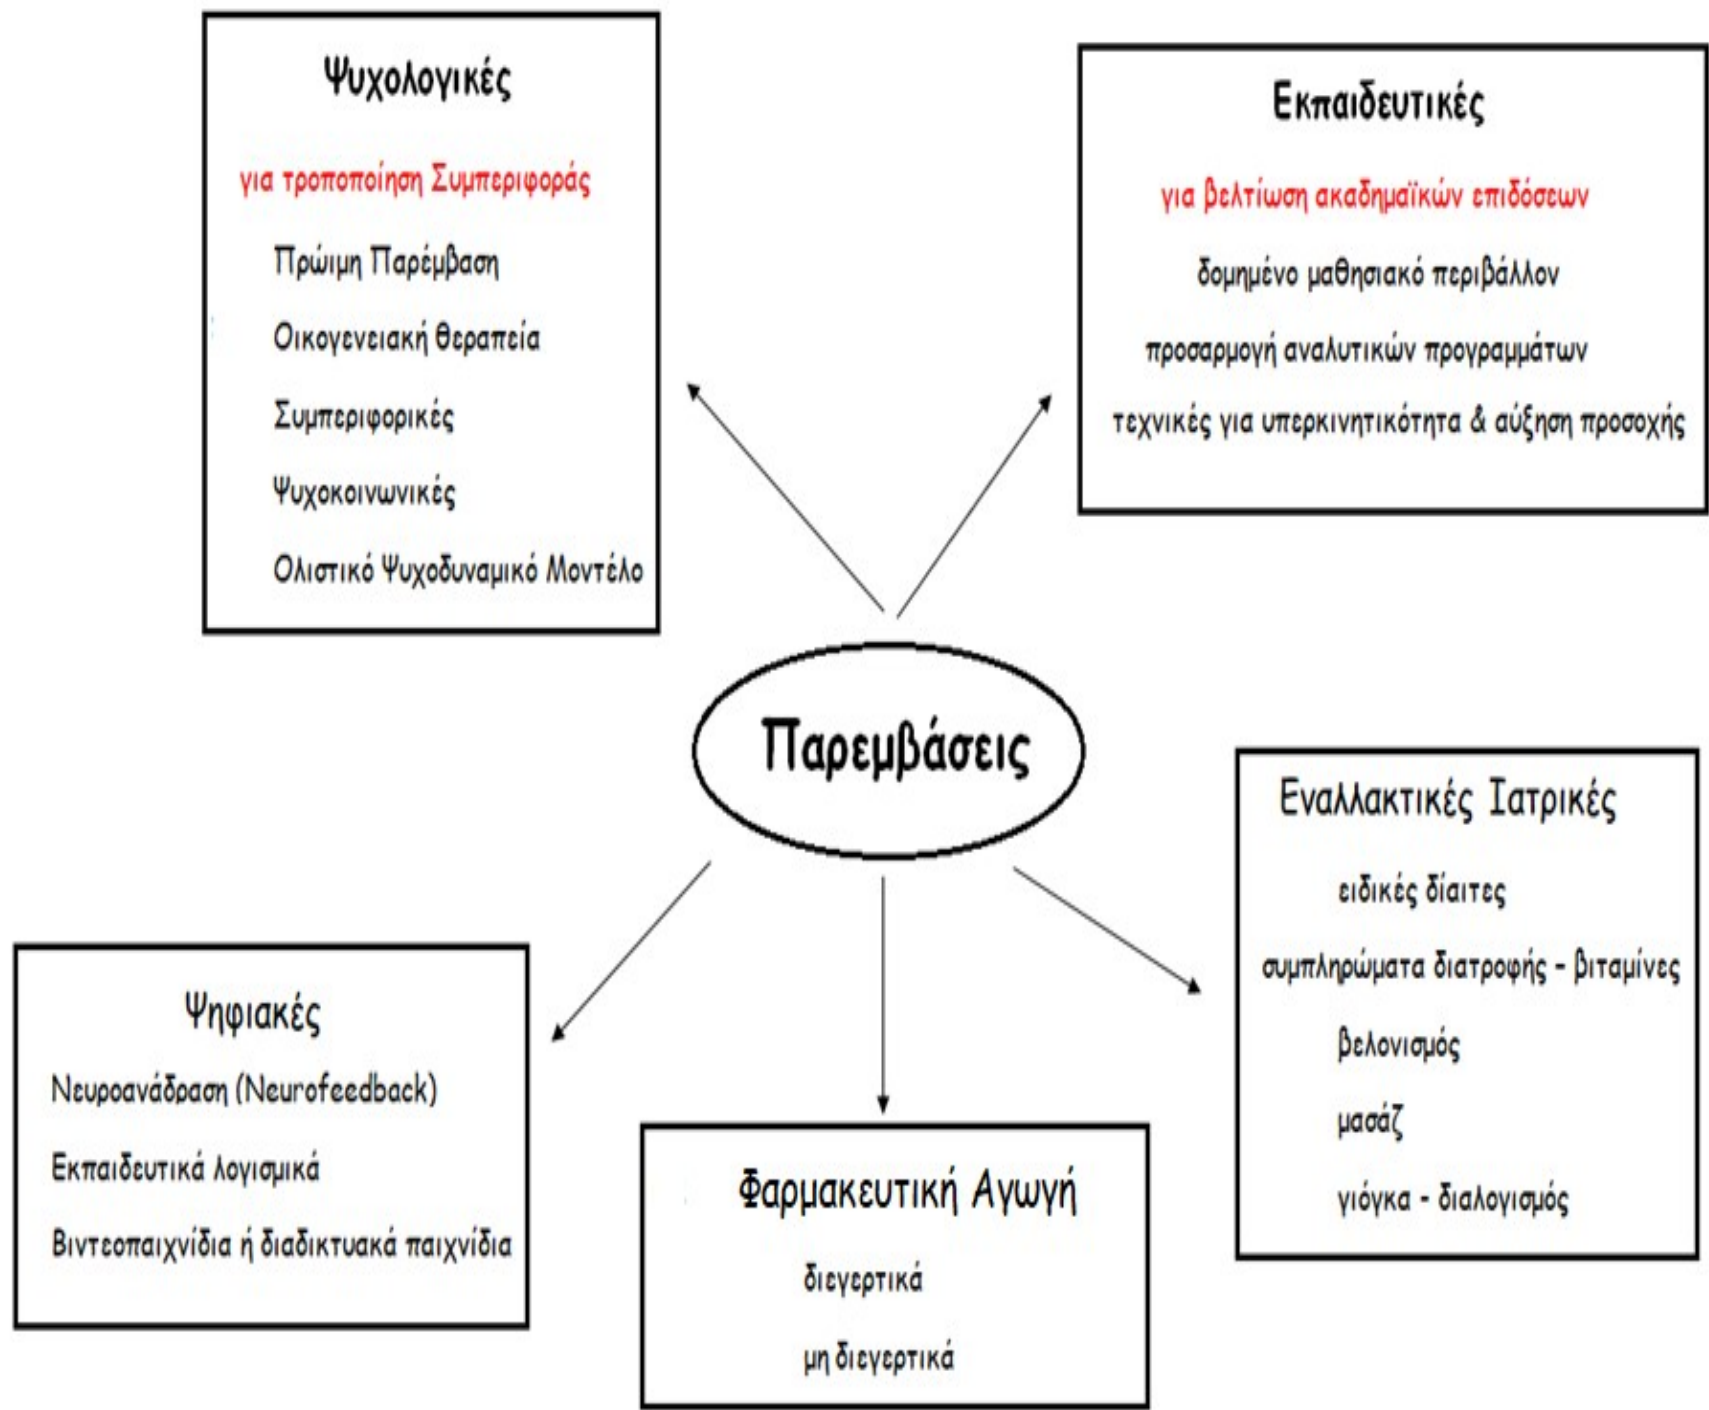 Ψυχολογικές
για τροποποίηση Συμπεριφοράς
Πρώιμη Παρέμβαση
Οικογενειακή θεραπεία
Συμπεριφορικές
Ψυχοκοινωνικές
Ολιστικό Ψυχοδυναμικό Μοντέλο
Εκπαιδευτικές
για βελτίωση ακαδημαϊκών επιδόσεων
δομημένο μαθησιακό περιβάλλον
προσαρμογή αναλυτικών προγραμμάτων
τεχνικές για υπερκινητικότητα & αύξηση προσοχής
Παρεμβάσεις
Εναλλακτικές Ιατρικές
ειδικές δίαιτες
συμπληρώματα διατροφής - βιταμίνες
βελονισμός
μασάζ
γιόγκα - διαλογισμός
Ψηφιακές
Νευροανάδραση (Neurofeedback)
Εκπαιδευτικά λογισμικά
Βιντεοπαιχνίδια ή διαδικτυακά παιχνίδια
Φαρμακευτική Αγωγή
διεγερτικά
μη διεγερτικά